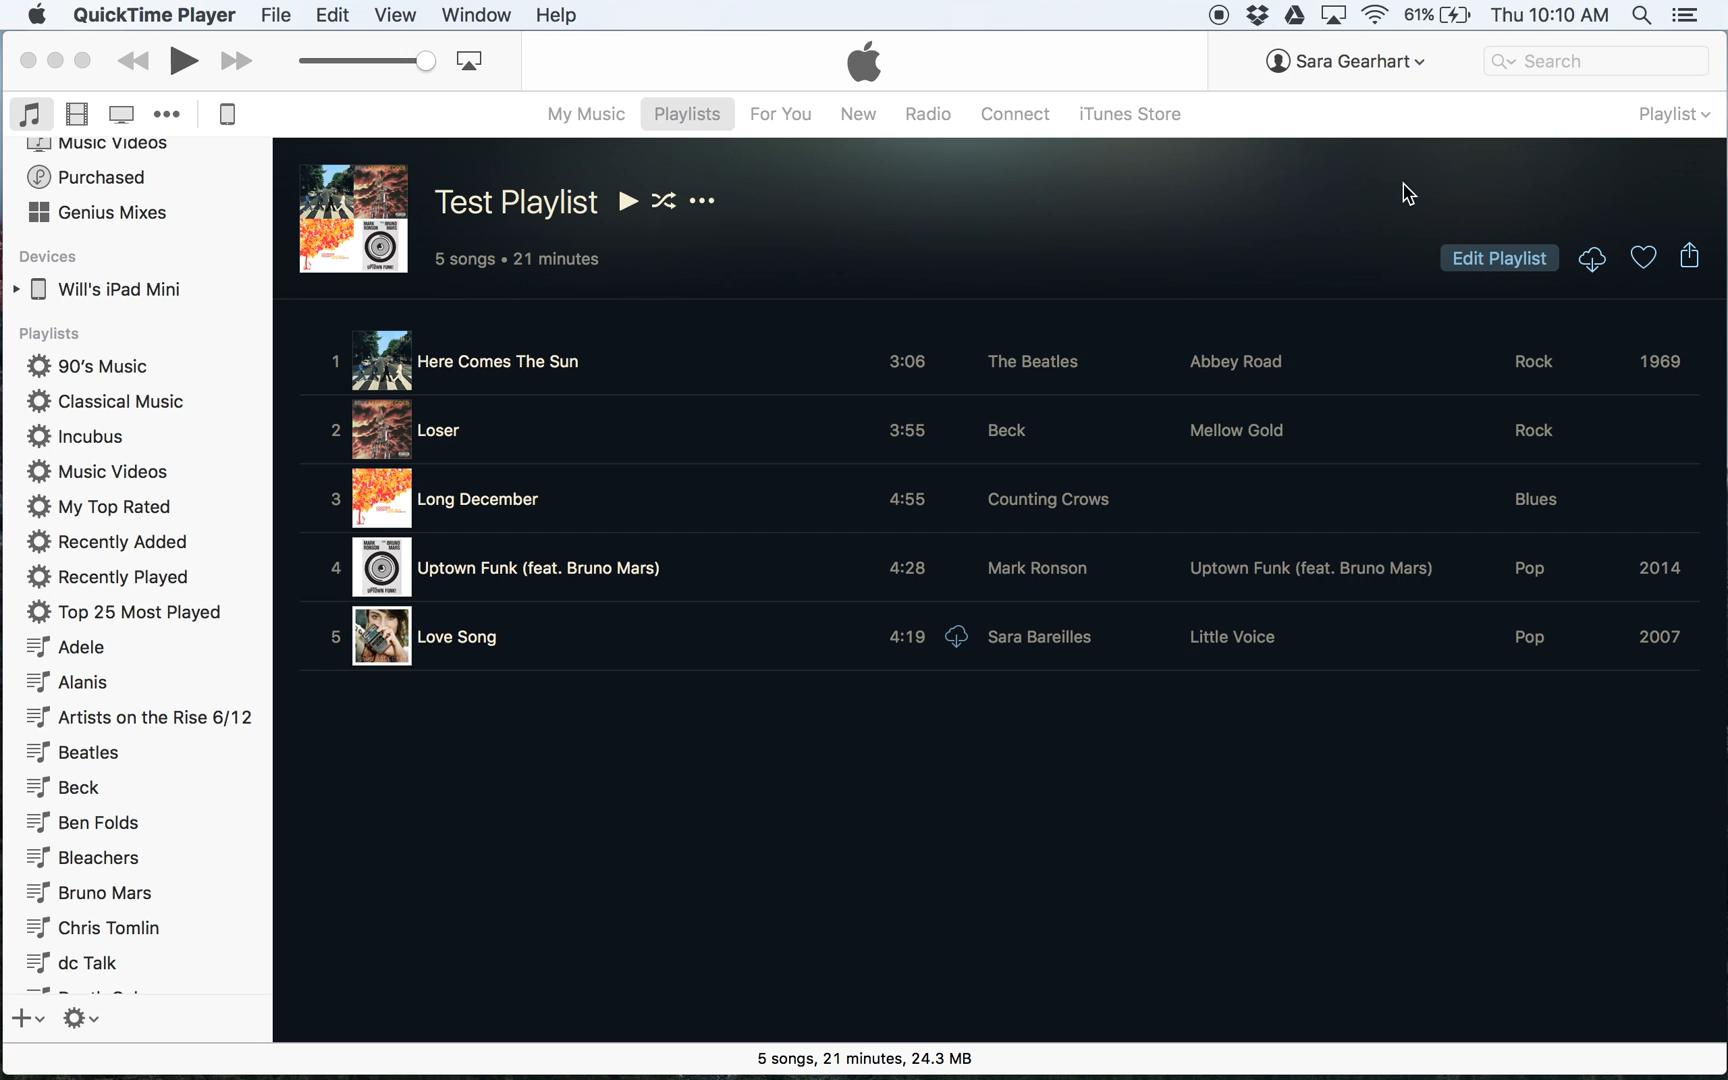 QuickTime Player File Edit View Window Help 61% Thu 10:10 AM
Sara Gearhart Search
My Music Playlists For You New Radio Connect iTunes Store Playlist
Music Videos
Purchased
Genius Mixes
Devices
Will's iPad Mini
Playlists
90's Music
Classical Music
Incubus
Music Videos
My Top Rated
Recently Added
Recently Played
Top 25 Most Played
Adele
Alanis
Artists on the Rise 6/12
Beatles
Beck
Ben Folds
Bleachers
Bruno Mars
Chris Tomlin
dc Talk
Test Playlist
5 songs • 21 minutes
Edit Playlist
1 Here Comes The Sun 3:06 The Beatles Abbey Road Rock 1969
2 Loser 3:55 Beck Mellow Gold Rock
3 Long December 4:55 Counting Crows Blues
4 Uptown Funk (feat. Bruno Mars) 4:28 Mark Ronson Uptown Funk (feat. Bruno Mars) Pop 2014
5 Love Song 4:19 Sara Bareilles Little Voice Pop 2007
5 songs, 21 minutes, 24.3 MB